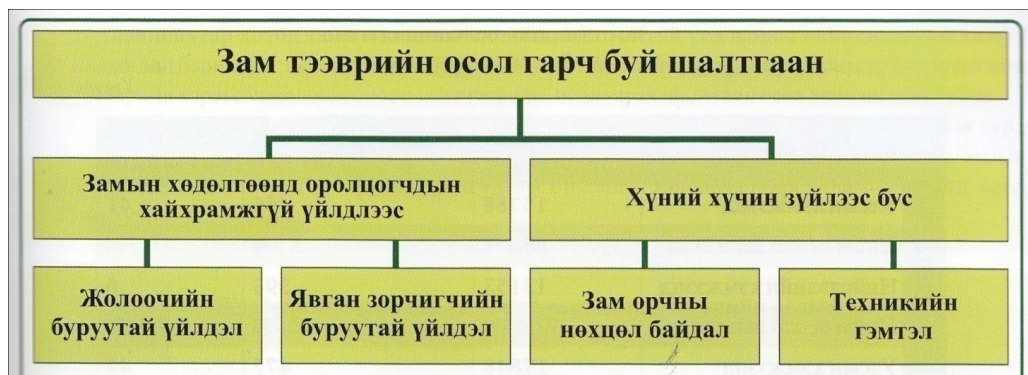 Зам тээврийн осол гарч буй шалтгаан
Замын хөдөлгөөнд оролцогчдын
хайхрамжгүй үйлдлээс
Хүний хүчин зүйлээс бус
Жолоочийн
буруутай үйлдэл
Явган зорчигчийн
буруутай үйлдэл
Зам орчны
нөхцөл байдал
Техникийн
гэмтэл